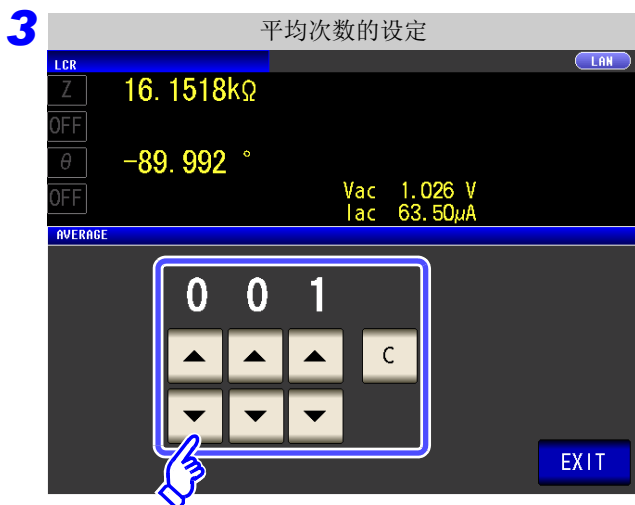 3 平均次数的设定
LCR LAN
Z 16.1518kΩ
OFF
θ -89.992 °
OFF
Vac 1.026 V
Iac 63.50μA
AVERAGE
0 0 1
C
EXIT